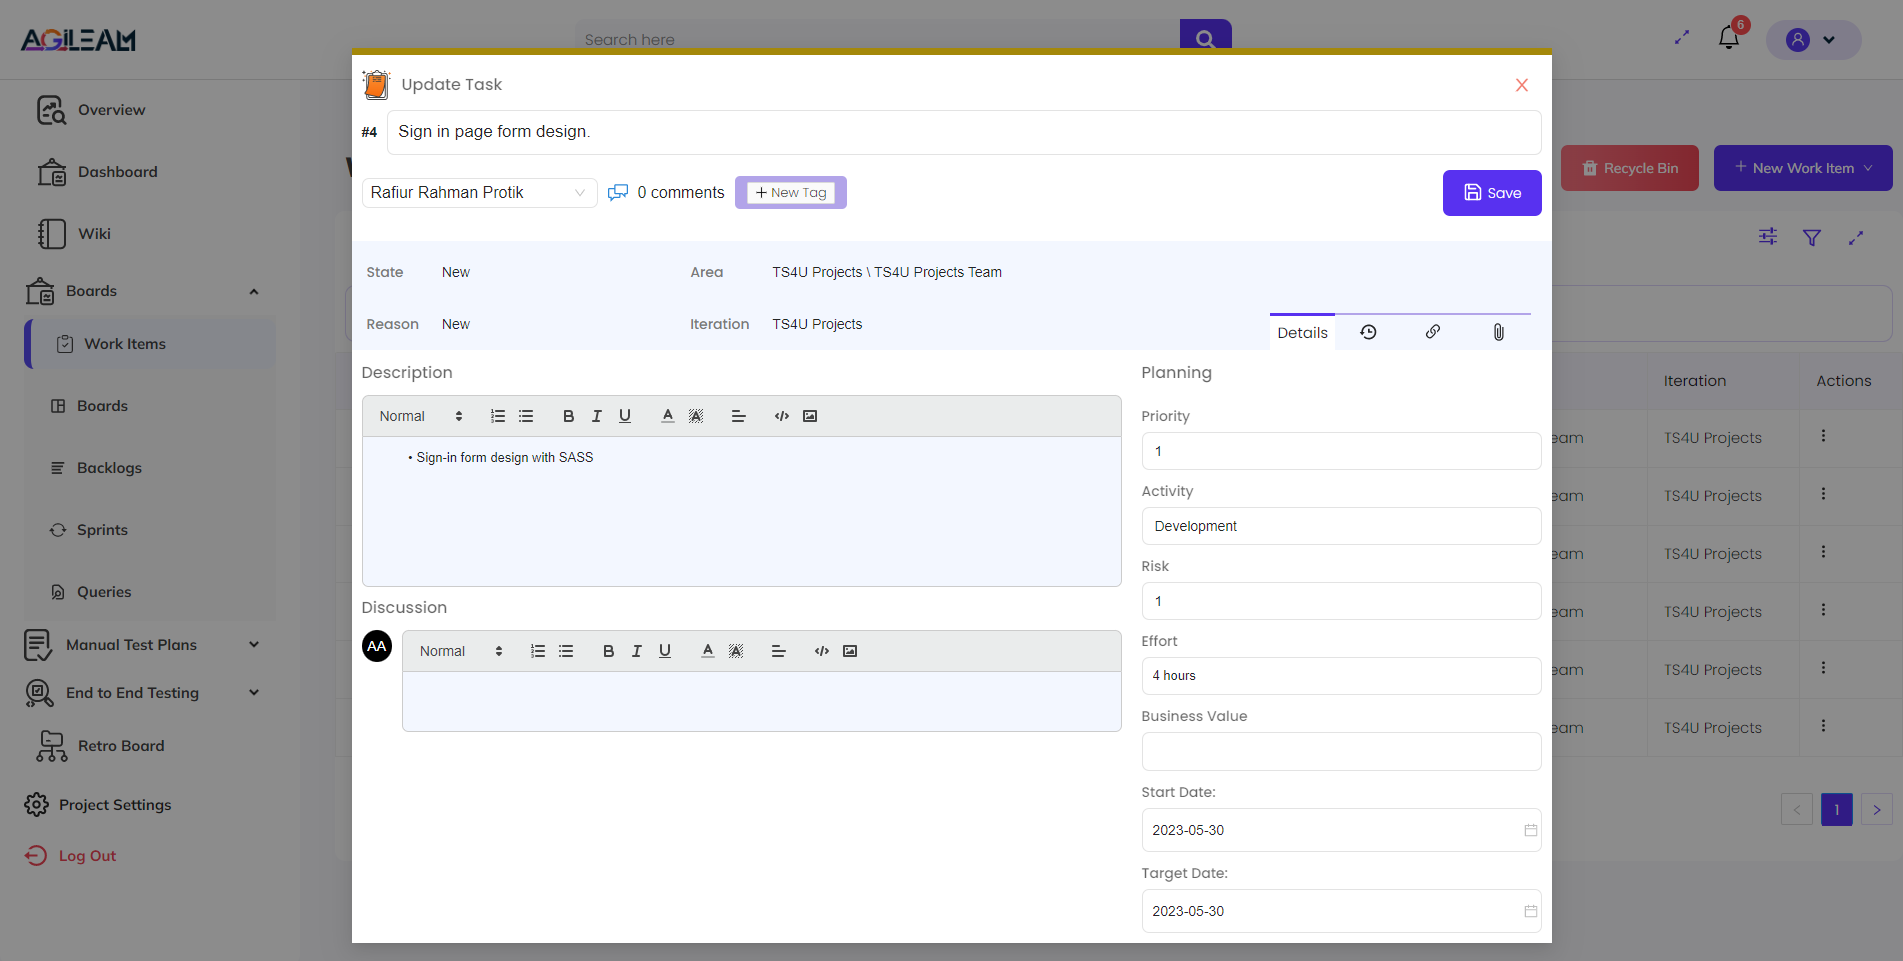 AGiLEAM
Search here
6
Overview
Dashboard
Wiki
Boards
Work Items
Boards
Backlogs
Sprints
Queries
Manual Test Plans
End to End Testing
Retro Board
Project Settings
Log Out
Update Task
#4 Sign in page form design.
Rafiur Rahman Protik 0 comments + New Tag Save
State New Area TS4U Projects \ TS4U Projects Team
Reason New Iteration TS4U Projects
Details
Description
Normal B I U A A </>
• Sign-in form design with SASS
Discussion
AA Normal B I U A A </>
Planning
Priority
1
Activity
Development
Risk
1
Effort
4 hours
Business Value
Start Date:
2023-05-30
Target Date:
2023-05-30
Recycle Bin + New Work Item
Iteration Actions
eam TS4U Projects
eam TS4U Projects
eam TS4U Projects
eam TS4U Projects
eam TS4U Projects
eam TS4U Projects
< 1 >